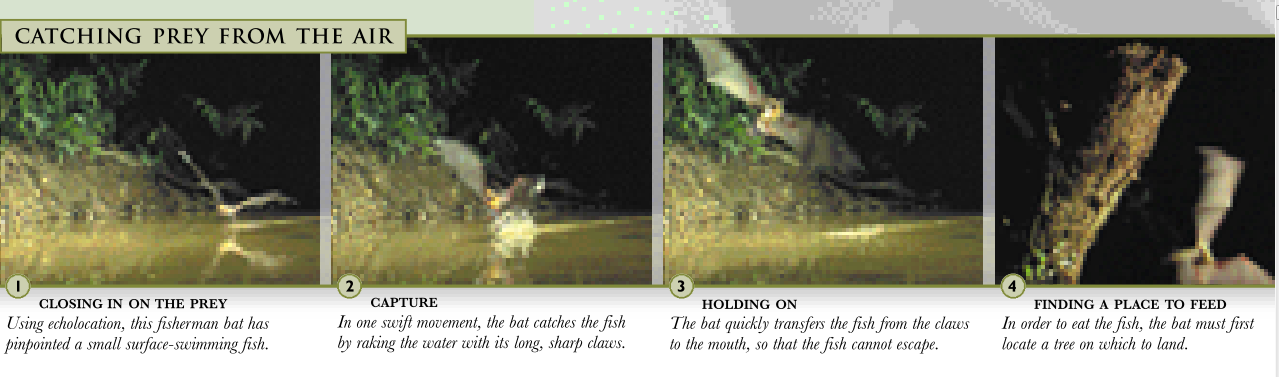 CATCHING PREY FROM THE AIR
1
CLOSING IN ON THE PREY
Using echolocation, this fisherman bat has
pinpointed a small surface-swimming fish.
2
CAPTURE
In one swift movement, the bat catches the fish
by raking the water with its long, sharp claws.
3
HOLDING ON
The bat quickly transfers the fish from the claws
to the mouth, so that the fish cannot escape.
4
FINDING A PLACE TO FEED
In order to eat the fish, the bat must first
locate a tree on which to land.